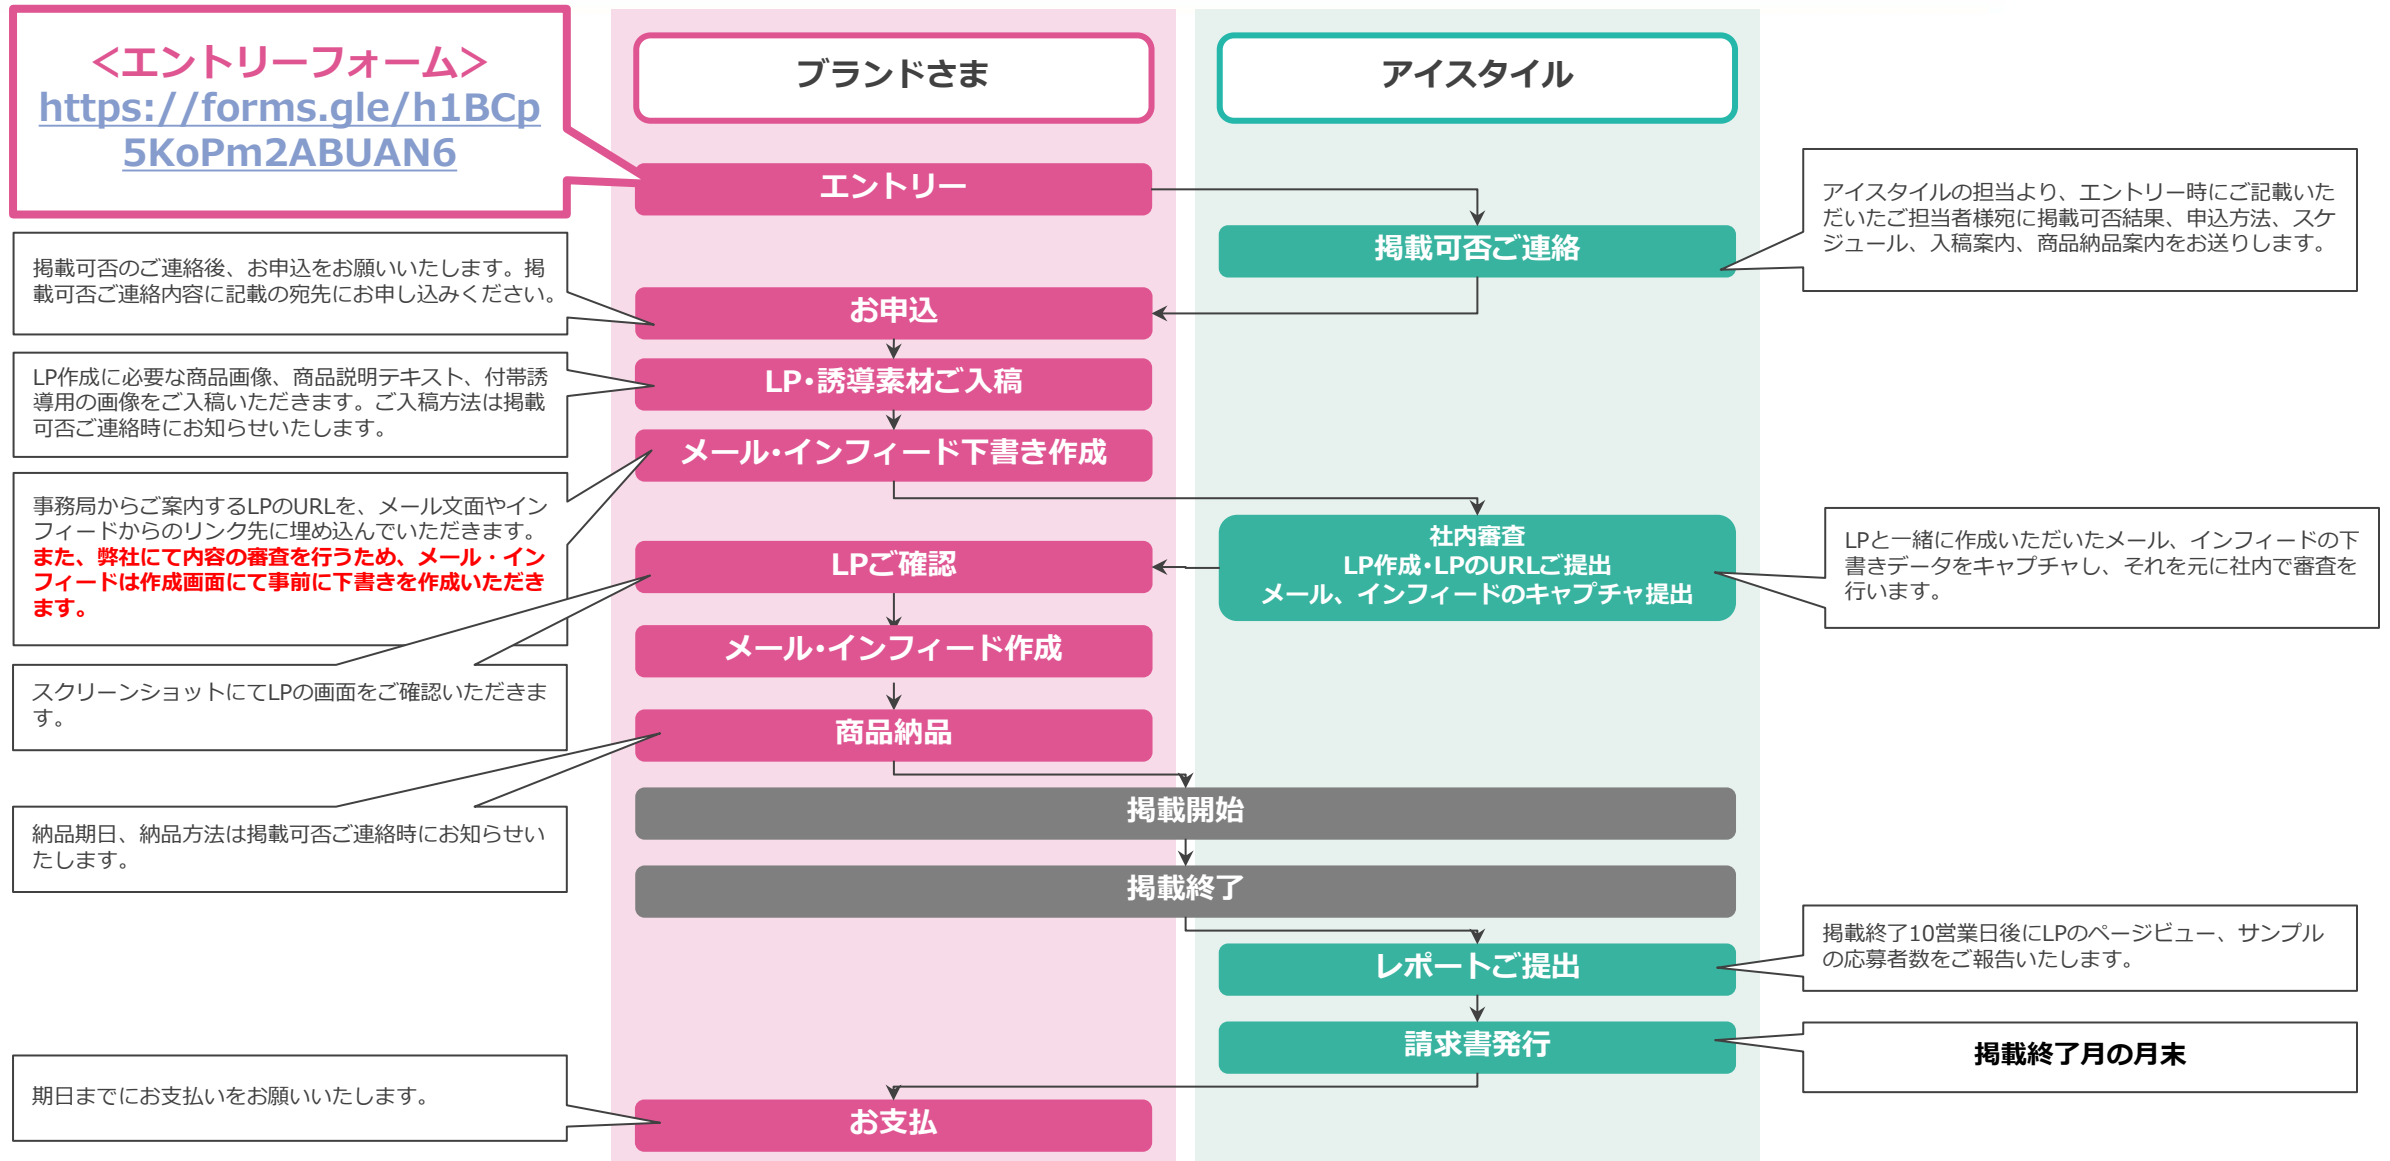 ＜エントリーフォーム＞
https://forms.gle/h1BCp
5KoPm2ABUAN6
ブランドさま
アイスタイル
エントリー
アイスタイルの担当より、エントリー時にご記載いた
だいたご担当者様宛に掲載可否結果、申込方法、スケ
ジュール、入稿案内、商品納品案内をお送りします。
掲載可否ご連絡
掲載可否のご連絡後、お申込をお願いいたします。掲
載可否ご連絡内容に記載の宛先にお申し込みください。
お申込
LP作成に必要な商品画像、商品説明テキスト、付帯誘
導用の画像をご入稿いただきます。ご入稿方法は掲載
可否ご連絡時にお知らせいたします。
LP･誘導素材ご入稿
メール･インフィード下書き作成
事務局からご案内するLPのURLを、メール文面やイン
フィードからのリンク先に埋め込んでいただきます。
また、弊社にて内容の審査を行うため、メール・イン
フィードは作成画面にて事前に下書きを作成いただき
ます。
社内審査
LP作成･LPのURLご提出
メール、インフィードのキャプチャ提出
LPと一緒に作成いただいたメール、インフィードの下
書きデータをキャプチャし、それを元に社内で審査を
行います。
LPご確認
メール･インフィード作成
スクリーンショットにてLPの画面をご確認いただきま
す。
商品納品
納品期日、納品方法は掲載可否ご連絡時にお知らせい
たします。
掲載開始
掲載終了
レポートご提出
掲載終了10営業日後にLPのページビュー、サンプル
の応募者数をご報告いたします。
請求書発行
掲載終了月の月末
期日までにお支払いをお願いいたします。
お支払